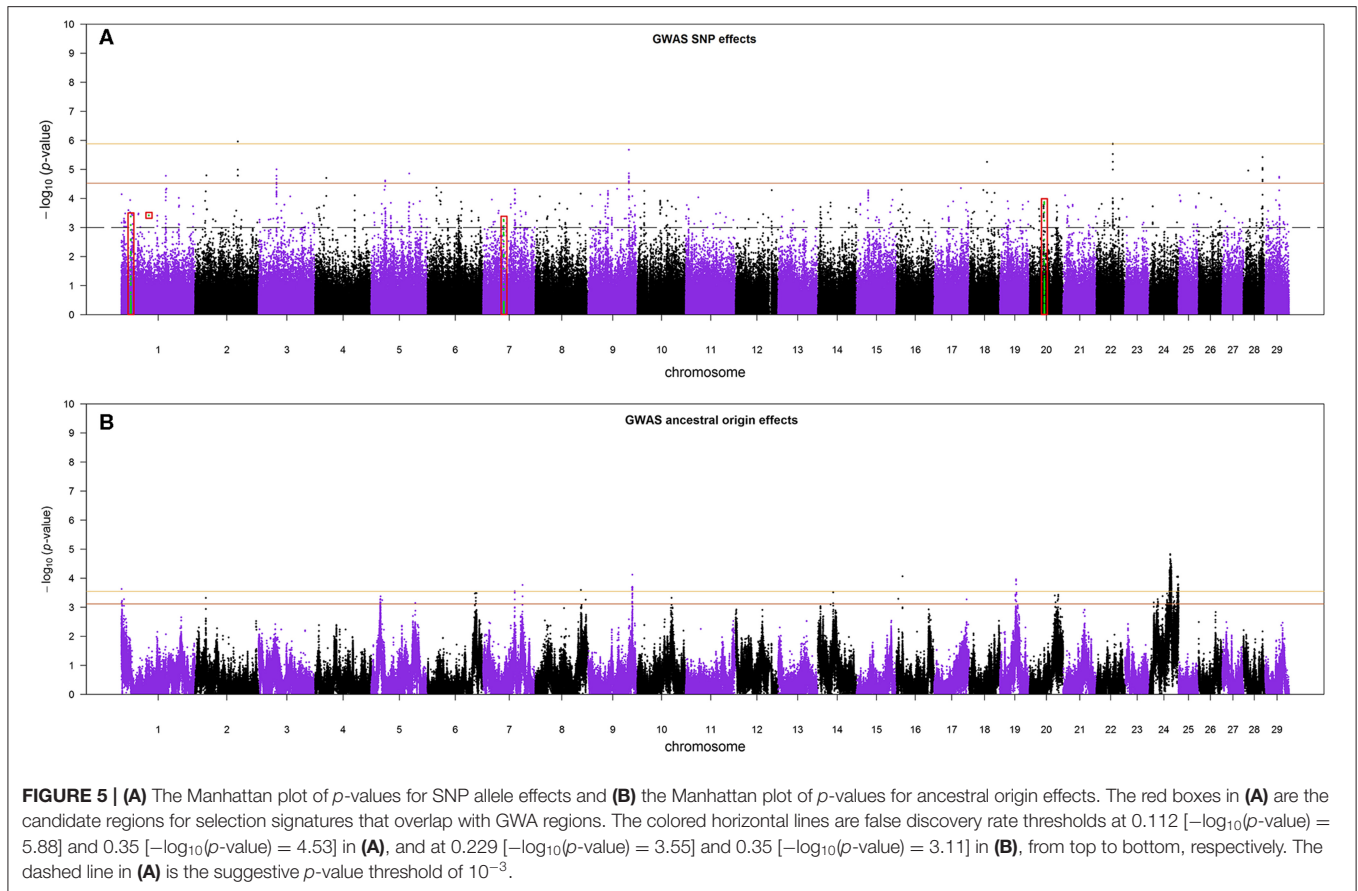 A
GWAS SNP effects
10
9
8
7
6
5
4
3
2
1
0
− log10 (p-value)
1 2 3 4 5 6 7 8 9 10 11 12 13 14 15 16 17 18 19 20 21 22 23 24 25 26 27 28 29
chromosome
B
GWAS ancestral origin effects
10
9
8
7
6
5
4
3
2
1
0
− log10 (p-value)
1 2 3 4 5 6 7 8 9 10 11 12 13 14 15 16 17 18 19 20 21 22 23 24 25 26 27 28 29
chromosome
FIGURE 5 | (A) The Manhattan plot of p-values for SNP allele effects and (B) the Manhattan plot of p-values for ancestral origin effects. The red boxes in (A) are the
candidate regions for selection signatures that overlap with GWA regions. The colored horizontal lines are false discovery rate thresholds at 0.112 [−log10(p-value) =
5.88] and 0.35 [−log10(p-value) = 4.53] in (A), and at 0.229 [−log10(p-value) = 3.55] and 0.35 [−log10(p-value) = 3.11] in (B), from top to bottom, respectively. The
dashed line in (A) is the suggestive p-value threshold of 10−3.